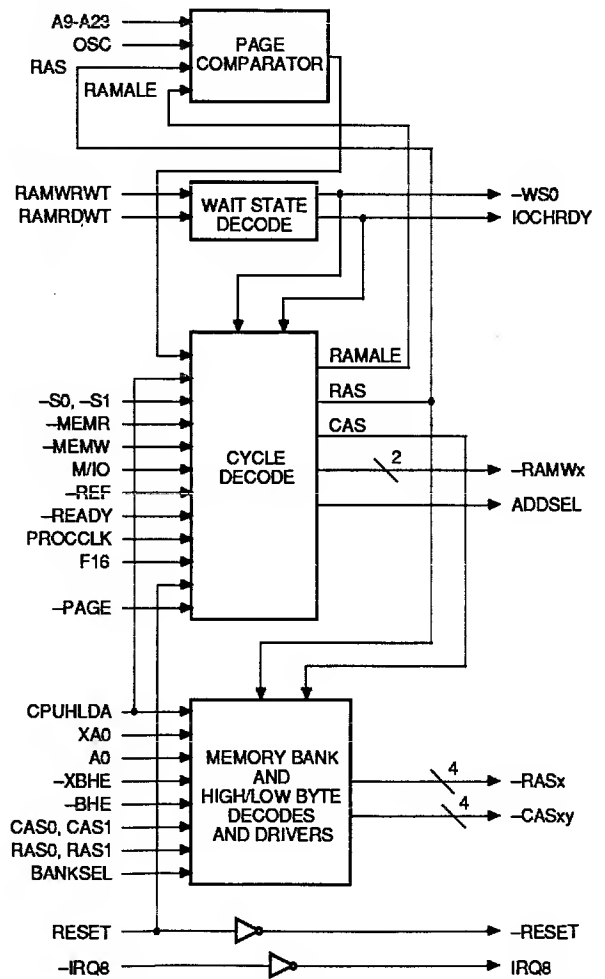 A9-A23
OSC
RAS
RAMALE
PAGE
COMPARATOR
RAMWRWT
RAMRDWT
WAIT STATE
DECODE
–WS0
IOCHRDY
–S0, –S1
–MEMR
–MEMW
M/IO
–REF
–READY
PROCCLK
F16
–PAGE
CYCLE
DECODE
RAMALE
RAS
CAS
2
–RAMWx
ADDSEL
CPUHLDA
XA0
A0
–XBHE
–BHE
CAS0, CAS1
RAS0, RAS1
BANKSEL
MEMORY BANK
AND
HIGH/LOW BYTE
DECODES
AND DRIVERS
4
–RASx
4
–CASxy
RESET
–RESET
–IRQ8
IRQ8